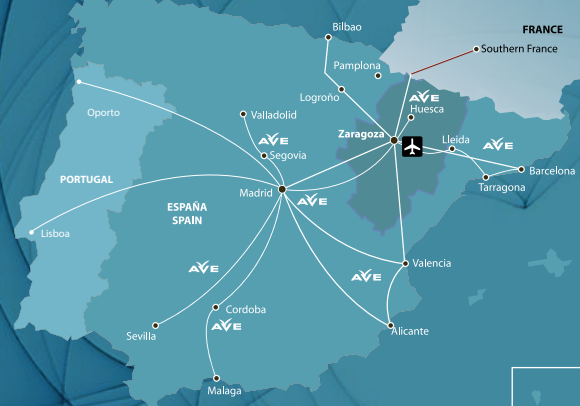 Bilbao
FRANCE
Southern France
Pamplona
Logroño
AVE
Huesca
Oporto
Valladolid
Zaragoza
AVE
Lleida
AVE
Segovia
Barcelona
PORTUGAL
Madrid
AVE
Tarragona
ESPAÑA
SPAIN
Lisboa
AVE
Valencia
AVE
Cordoba
AVE
Sevilla
Alicante
Malaga